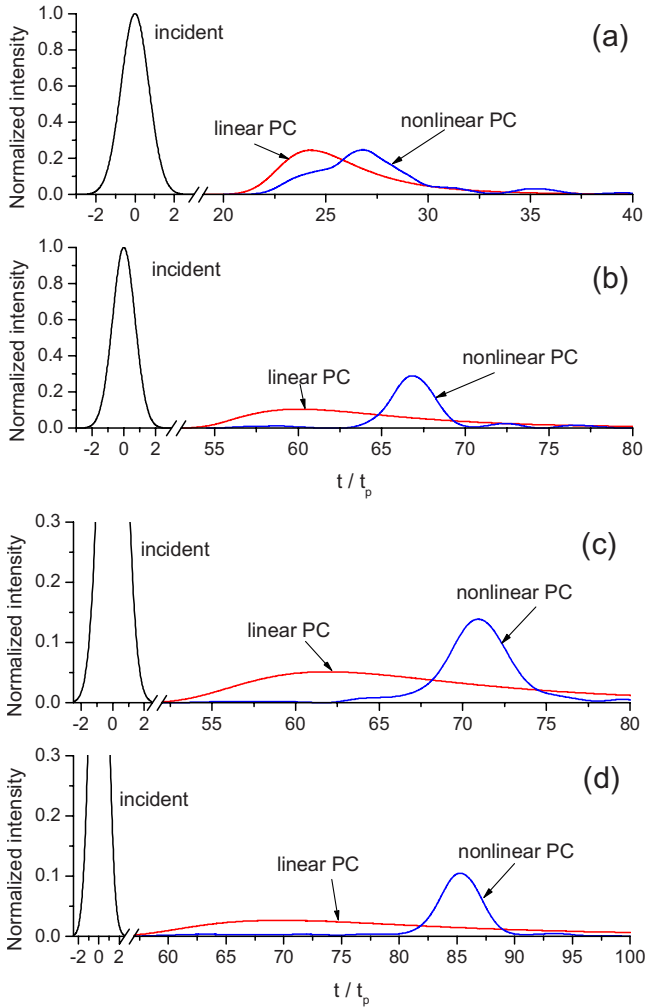 (a)
incident
linear PC
nonlinear PC
Normalized intensity
1.0
0.8
0.6
0.4
0.2
0.0
-2 0 2 20 25 30 35 40
(b)
incident
linear PC
nonlinear PC
Normalized intensity
1.0
0.8
0.6
0.4
0.2
0.0
-2 0 2 55 60 65 70 75 80
t / tp
(c)
incident
linear PC
nonlinear PC
Normalized intensity
0.3
0.2
0.1
0.0
-2 0 2 55 60 65 70 75 80
(d)
incident
linear PC
nonlinear PC
Normalized intensity
0.3
0.2
0.1
0.0
-2 0 2 60 65 70 75 80 85 90 95 100
t / tp